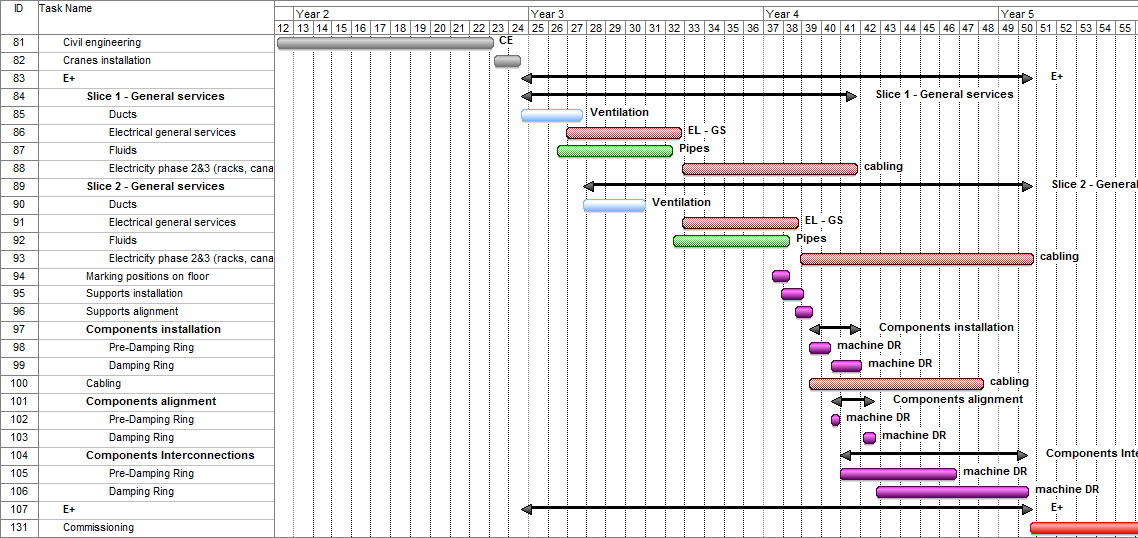 ID Task Name Year 2 Year 3 Year 4 Year 5
12 13 14 15 16 17 18 19 20 21 22 23 24 25 26 27 28 29 30 31 32 33 34 35 36 37 38 39 40 41 42 43 44 45 46 47 48 49 50 51 52 53 54 55
81 Civil engineering CE
82 Cranes installation
83 E+ E+
84 Slice 1 - General services Slice 1 - General services
85 Ducts Ventilation
86 Electrical general services EL - GS
87 Fluids Pipes
88 Electricity phase 2&3 (racks, cana cabling
89 Slice 2 - General services Slice 2 - General
90 Ducts Ventilation
91 Electrical general services EL - GS
92 Fluids Pipes
93 Electricity phase 2&3 (racks, cana cabling
94 Marking positions on floor
95 Supports installation
96 Supports alignment
97 Components installation Components installation
98 Pre-Damping Ring machine DR
99 Damping Ring machine DR
100 Cabling cabling
101 Components alignment Components alignment
102 Pre-Damping Ring machine DR
103 Damping Ring machine DR
104 Components Interconnections Components Inte
105 Pre-Damping Ring machine DR
106 Damping Ring machine DR
107 E+ E+
131 Commissioning